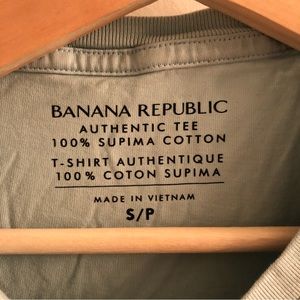 BANANA REPUBLIC
AUTHENTIC TEE
100% SUPIMA COTTON
T-SHIRT AUTHENTIQUE
100% COTON SUPIMA
MADE IN VIETNAM
S/P